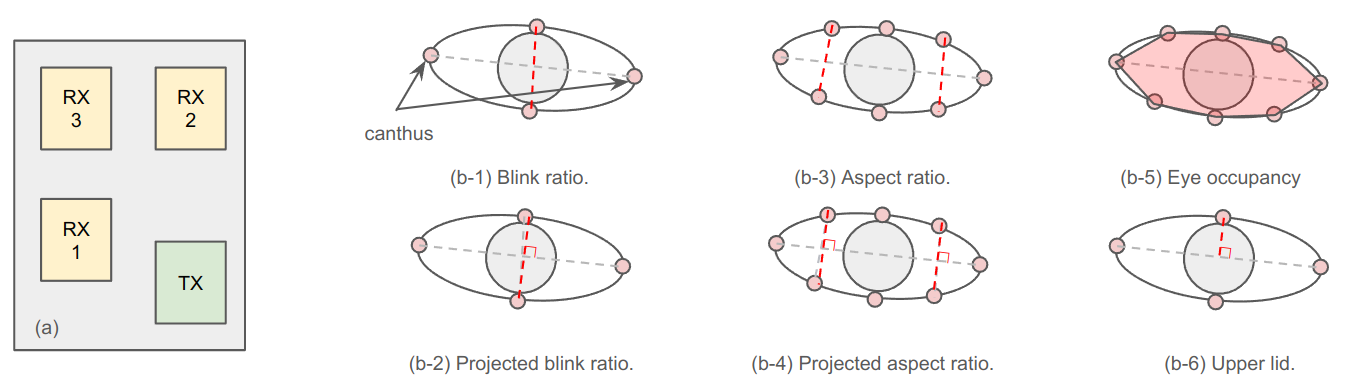 RX
3
RX
2
RX
1
TX
(a)
canthus
(b-1) Blink ratio.
(b-3) Aspect ratio.
(b-5) Eye occupancy
(b-2) Projected blink ratio.
(b-4) Projected aspect ratio.
(b-6) Upper lid.